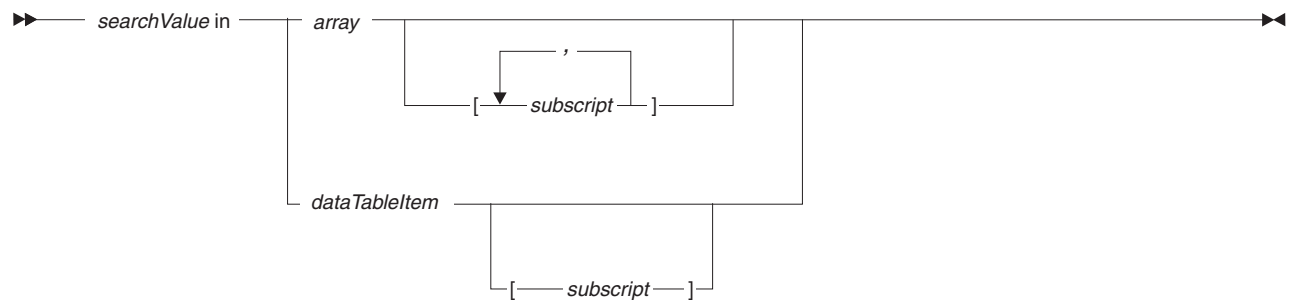 searchValue in array
,
[ subscript ]
dataTableItem
[ subscript ]